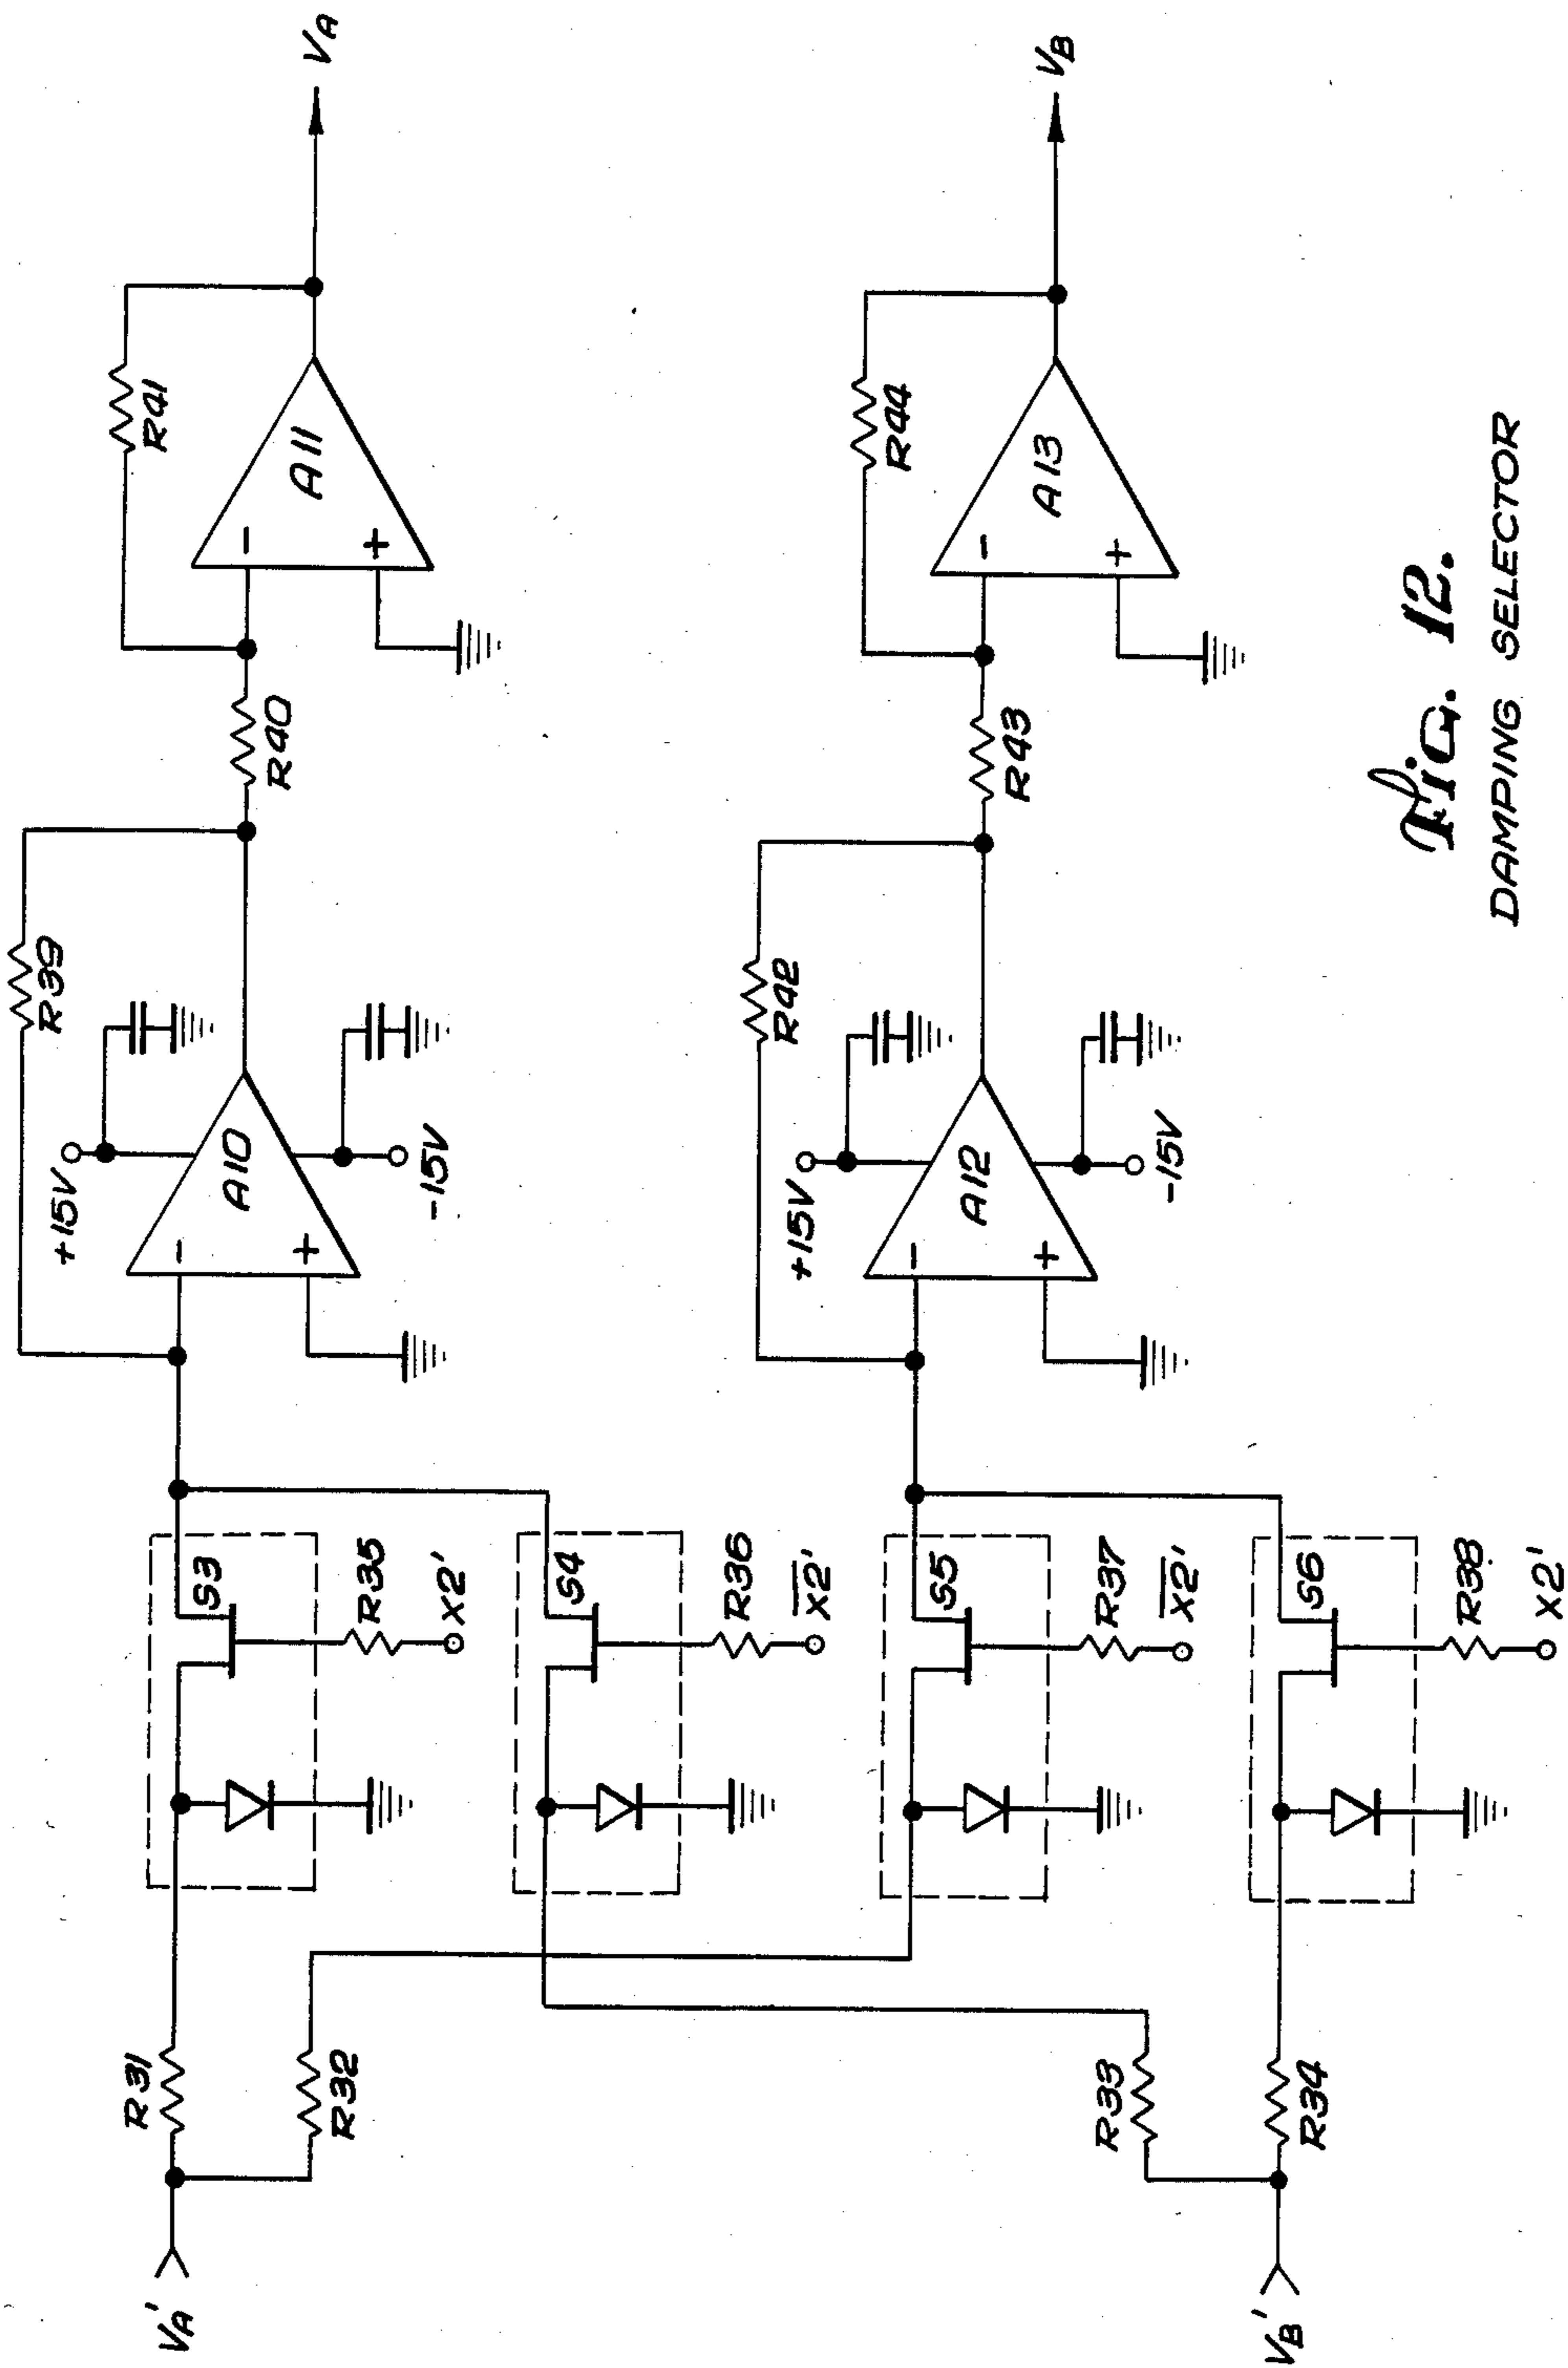 VA'
R31
R32
S3
R35
X2'
+15V
A10
-
+
-15V
R39
R40
A11
-
+
R41
VA
S4
R36
X2'
S5
R37
X2'
+15V
A12
-
+
-15V
R42
R43
A13
-
+
R44
VB
R33
VB'
R34
S6
R38
X2'
Fig. 12.
DAMPING SELECTOR